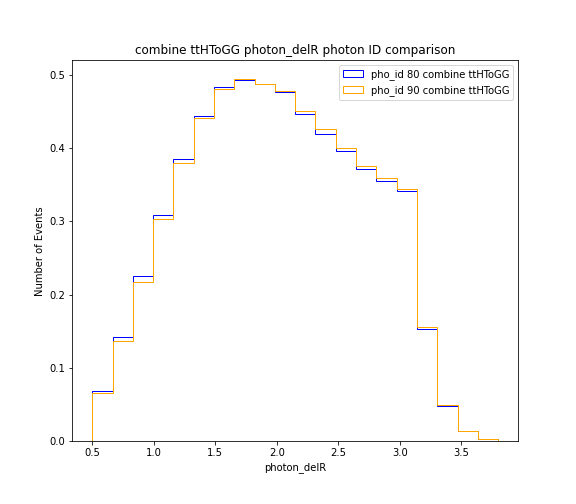 combine ttHToGG photon_delR photon ID comparison
pho_id 80 combine ttHToGG
pho_id 90 combine ttHToGG
Number of Events
0.5
0.4
0.3
0.2
0.1
0.0
0.5 1.0 1.5 2.0 2.5 3.0 3.5
photon_delR